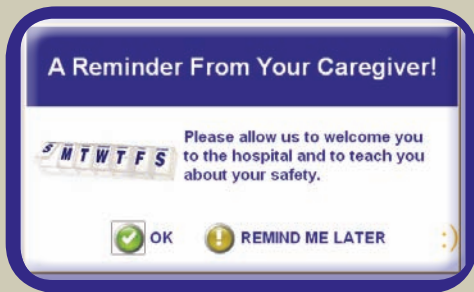 A Reminder From Your Caregiver!
S M T W T F S
Please allow us to welcome you
to the hospital and to teach you
about your safety.
OK
REMIND ME LATER
:)